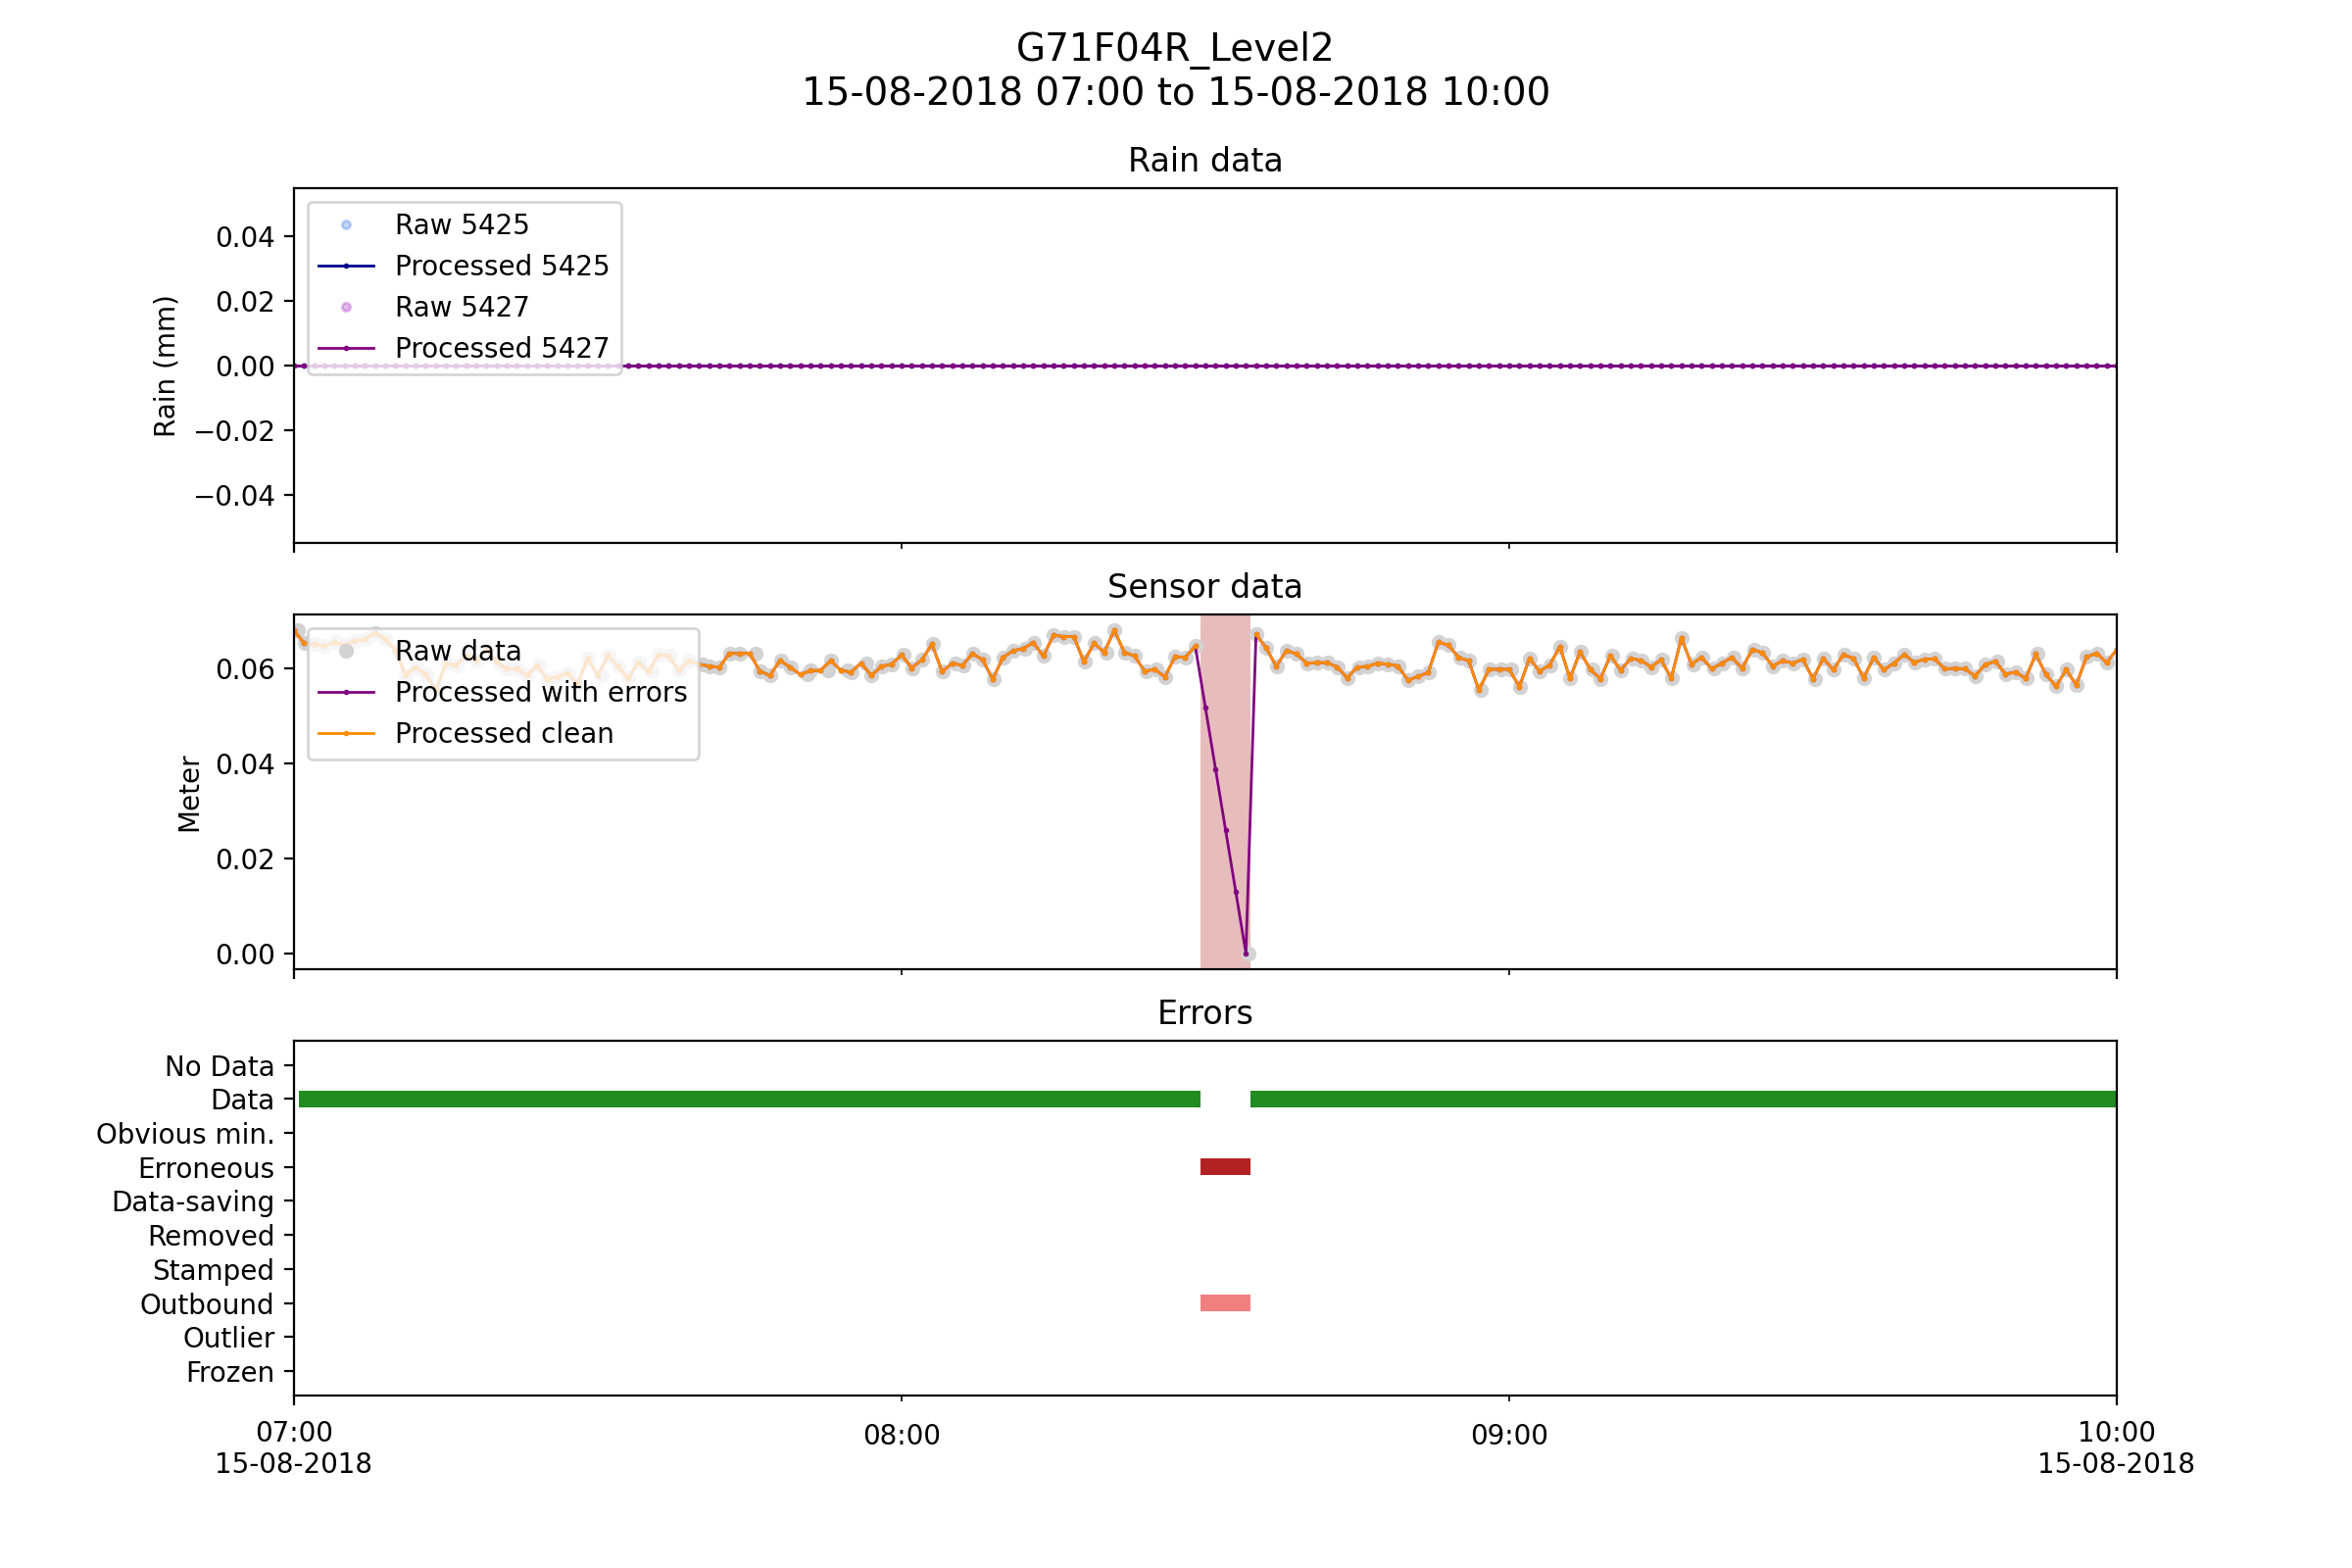 G71F04R_Level2
15-08-2018 07:00 to 15-08-2018 10:00
Rain data
Raw 5425
Processed 5425
Raw 5427
Processed 5427
0.04
0.02
0.00
−0.02
−0.04
Rain (mm)
Sensor data
Raw data
Processed with errors
Processed clean
0.06
0.04
0.02
0.00
Meter
Errors
No Data
Data
Obvious min.
Erroneous
Data-saving
Removed
Stamped
Outbound
Outlier
Frozen
07:00
15-08-2018
08:00
09:00
10:00
15-08-2018